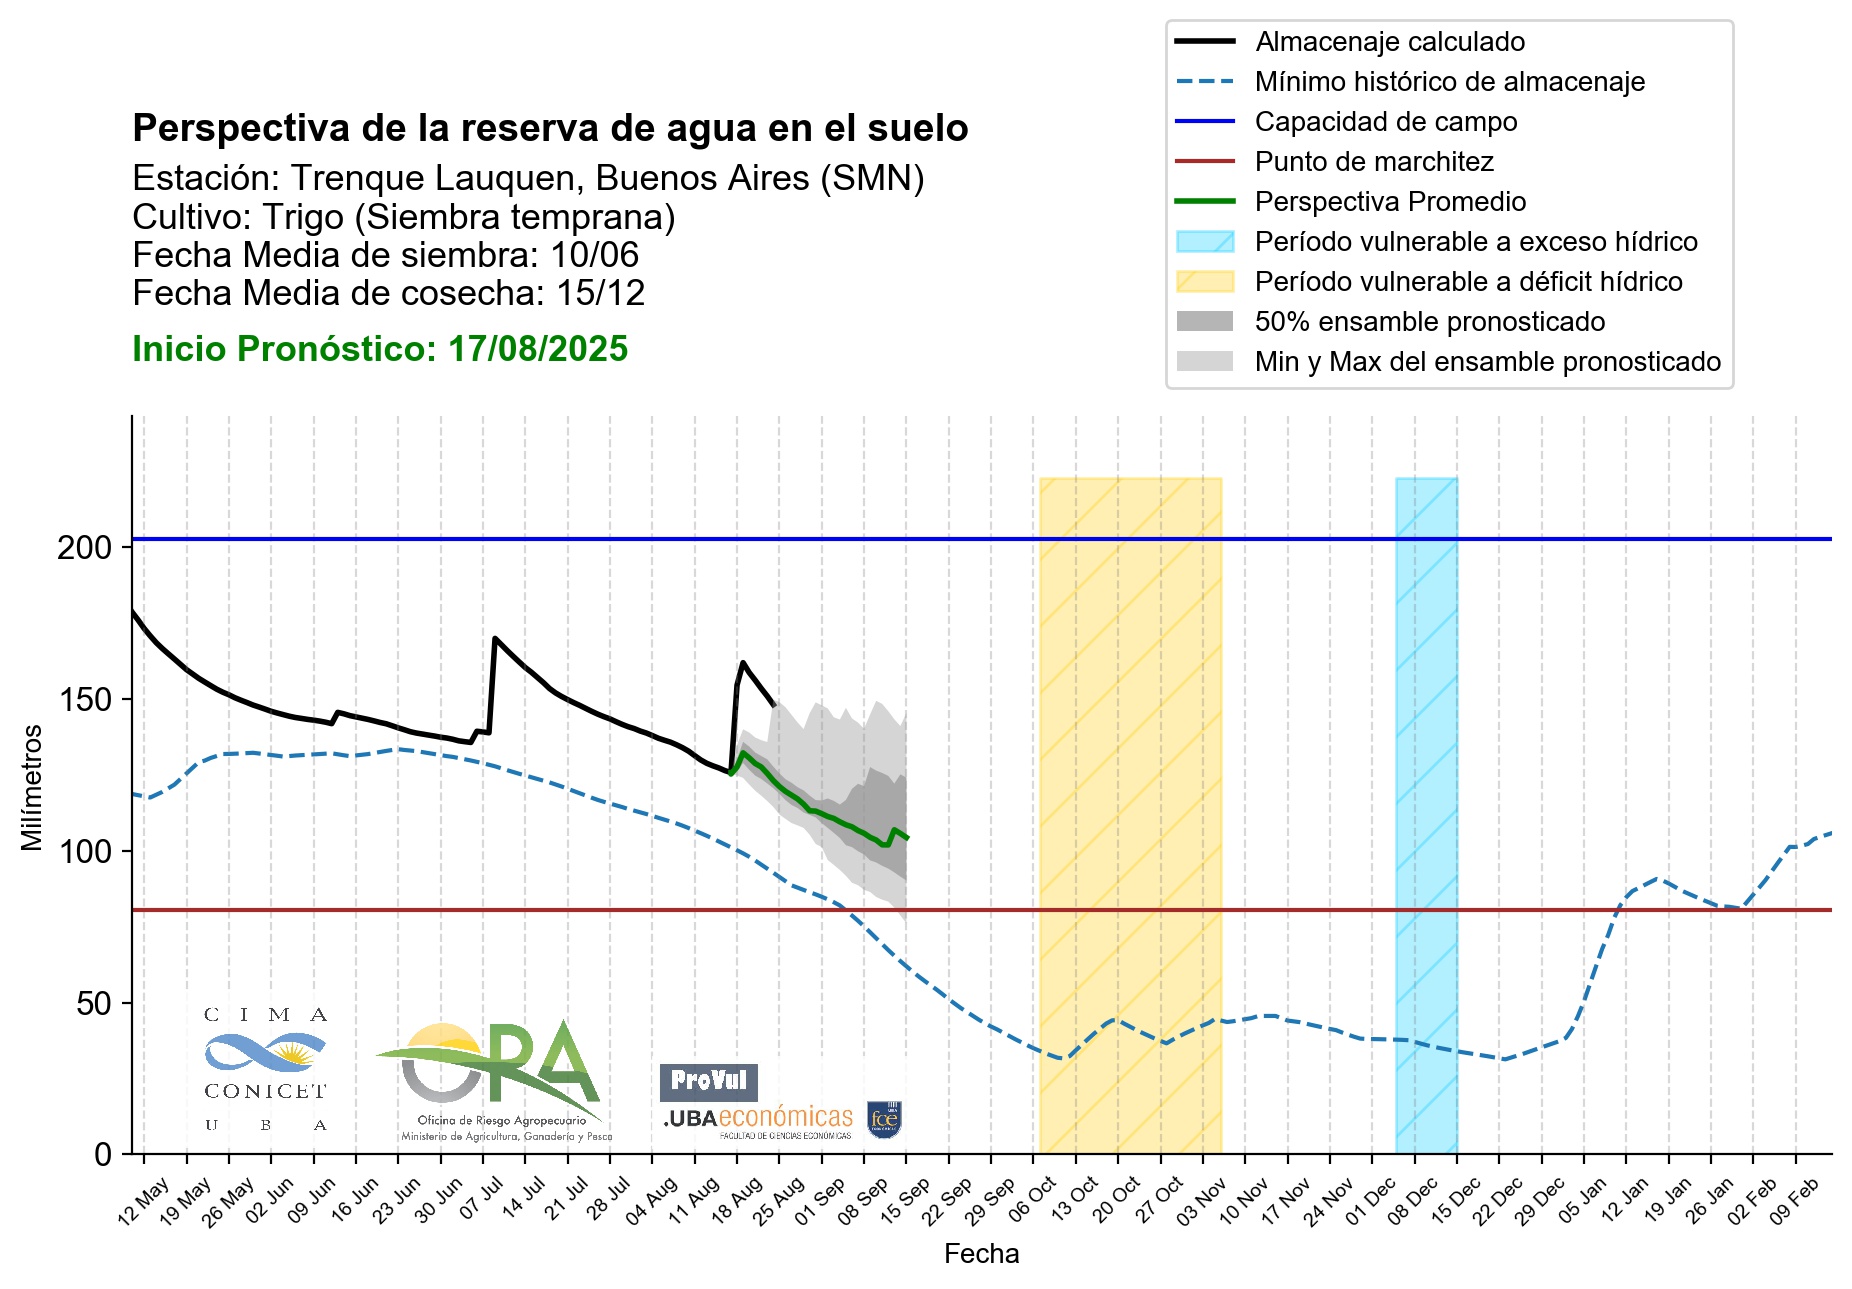 Almacenaje calculado
Mínimo histórico de almacenaje
Capacidad de campo
Punto de marchitez
Perspectiva Promedio
Período vulnerable a exceso hídrico
Período vulnerable a déficit hídrico
50% ensamble pronosticado
Min y Max del ensamble pronosticado
Perspectiva de la reserva de agua en el suelo
Estación: Trenque Lauquen, Buenos Aires (SMN)
Cultivo: Trigo (Siembra temprana)
Fecha Media de siembra: 10/06
Fecha Media de cosecha: 15/12
Inicio Pronóstico: 17/08/2025
Milímetros
200
150
100
50
0
CIMA
CONICET
UBA
ORA
Oficina de Riesgo Agropecuario
Ministerio de Agricultura, Ganadería y Pesca
ProVul
.UBAeconómicas
FACULTAD DE CIENCIAS ECONÓMICAS
UBA
fce
12 May
19 May
26 May
02 Jun
09 Jun
16 Jun
23 Jun
30 Jun
07 Jul
14 Jul
21 Jul
28 Jul
04 Aug
11 Aug
18 Aug
25 Aug
01 Sep
08 Sep
15 Sep
22 Sep
29 Sep
06 Oct
13 Oct
20 Oct
27 Oct
03 Nov
10 Nov
17 Nov
24 Nov
01 Dec
08 Dec
15 Dec
22 Dec
29 Dec
05 Jan
12 Jan
19 Jan
26 Jan
02 Feb
09 Feb
Fecha